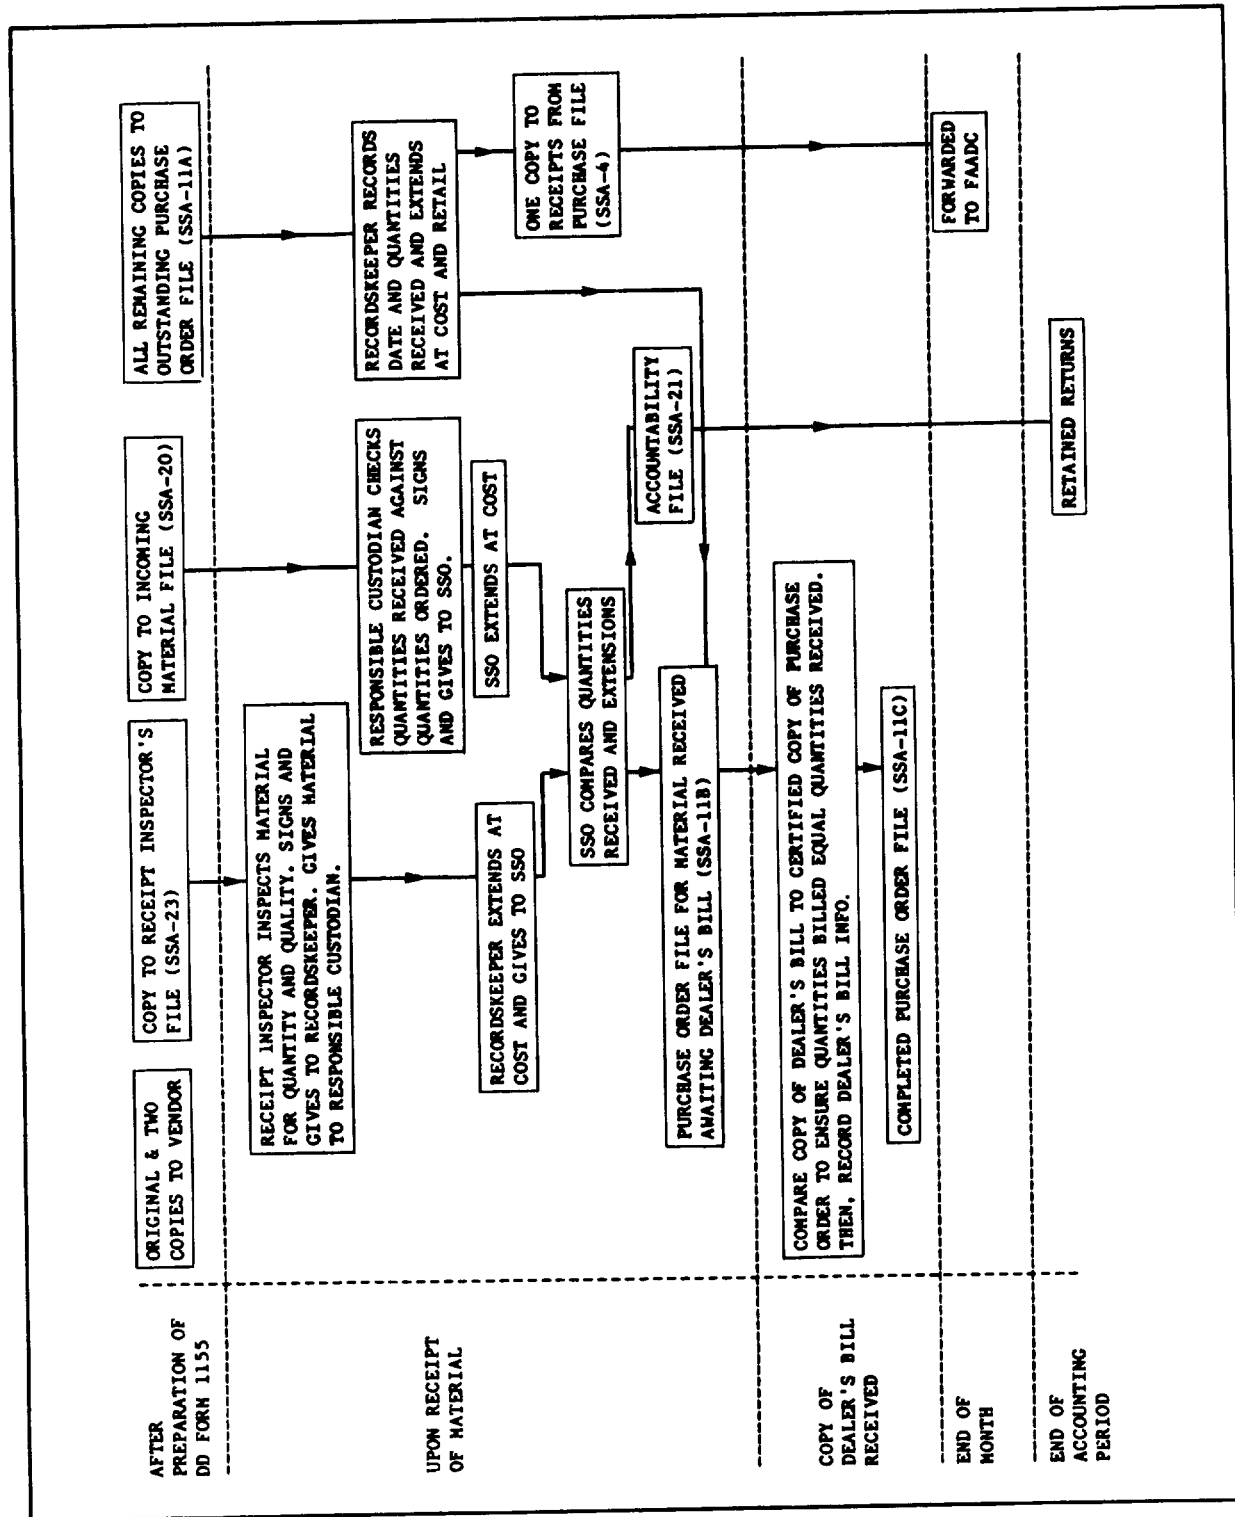 AFTER
PREPARATION OF
DD FORM 1155
ORIGINAL & TWO
COPIES TO VENDOR
COPY TO RECEIPT INSPECTOR'S
FILE (SSA-23)
COPY TO INCOMING
MATERIAL FILE (SSA-20)
ALL REMAINING COPIES TO
OUTSTANDING PURCHASE
ORDER FILE (SSA-11A)
UPON RECEIPT
OF MATERIAL
RECEIPT INSPECTOR INSPECTS MATERIAL
FOR QUANTITY AND QUALITY. SIGNS AND
GIVES TO RECORDSKEEPER. GIVES MATERIAL
TO RESPONSIBLE CUSTODIAN.
RESPONSIBLE CUSTODIAN CHECKS
QUANTITIES RECEIVED AGAINST
QUANTITIES ORDERED. SIGNS
AND GIVES TO SSO.
RECORDSKEEPER RECORDS
DATE AND QUANTITIES
RECEIVED AND EXTENDS
AT COST AND RETAIL
RECORDSKEEPER EXTENDS AT
COST AND GIVES TO SSO
SSO EXTENDS AT COST
ONE COPY TO
RECEIPTS FROM
PURCHASE FILE
(SSA-4)
SSO COMPARES QUANTITIES
RECEIVED AND EXTENSIONS
ACCOUNTABILITY
FILE (SSA-21)
PURCHASE ORDER FILE FOR MATERIAL RECEIVED
AWAITING DEALER'S BILL (SSA-11B)
COPY OF
DEALER'S BILL
RECEIVED
COMPARE COPY OF DEALER'S BILL TO CERTIFIED COPY OF PURCHASE
ORDER TO ENSURE QUANTITIES BILLED EQUAL QUANTITIES RECEIVED.
THEN, RECORD DEALER'S BILL INFO.
COMPLETED PURCHASE ORDER FILE (SSA-11C)
END OF
MONTH
FORWARDED
TO FAADC
END OF
ACCOUNTING
PERIOD
RETAINED RETURNS